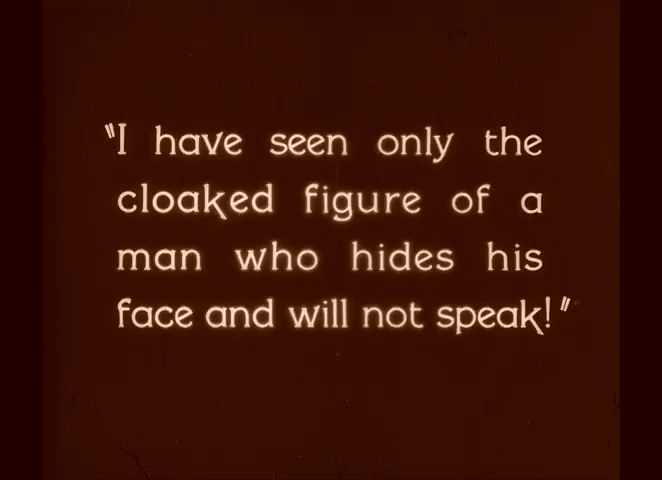 "I have seen only the
cloaked figure of a
man who hides his
face and will not speak!"